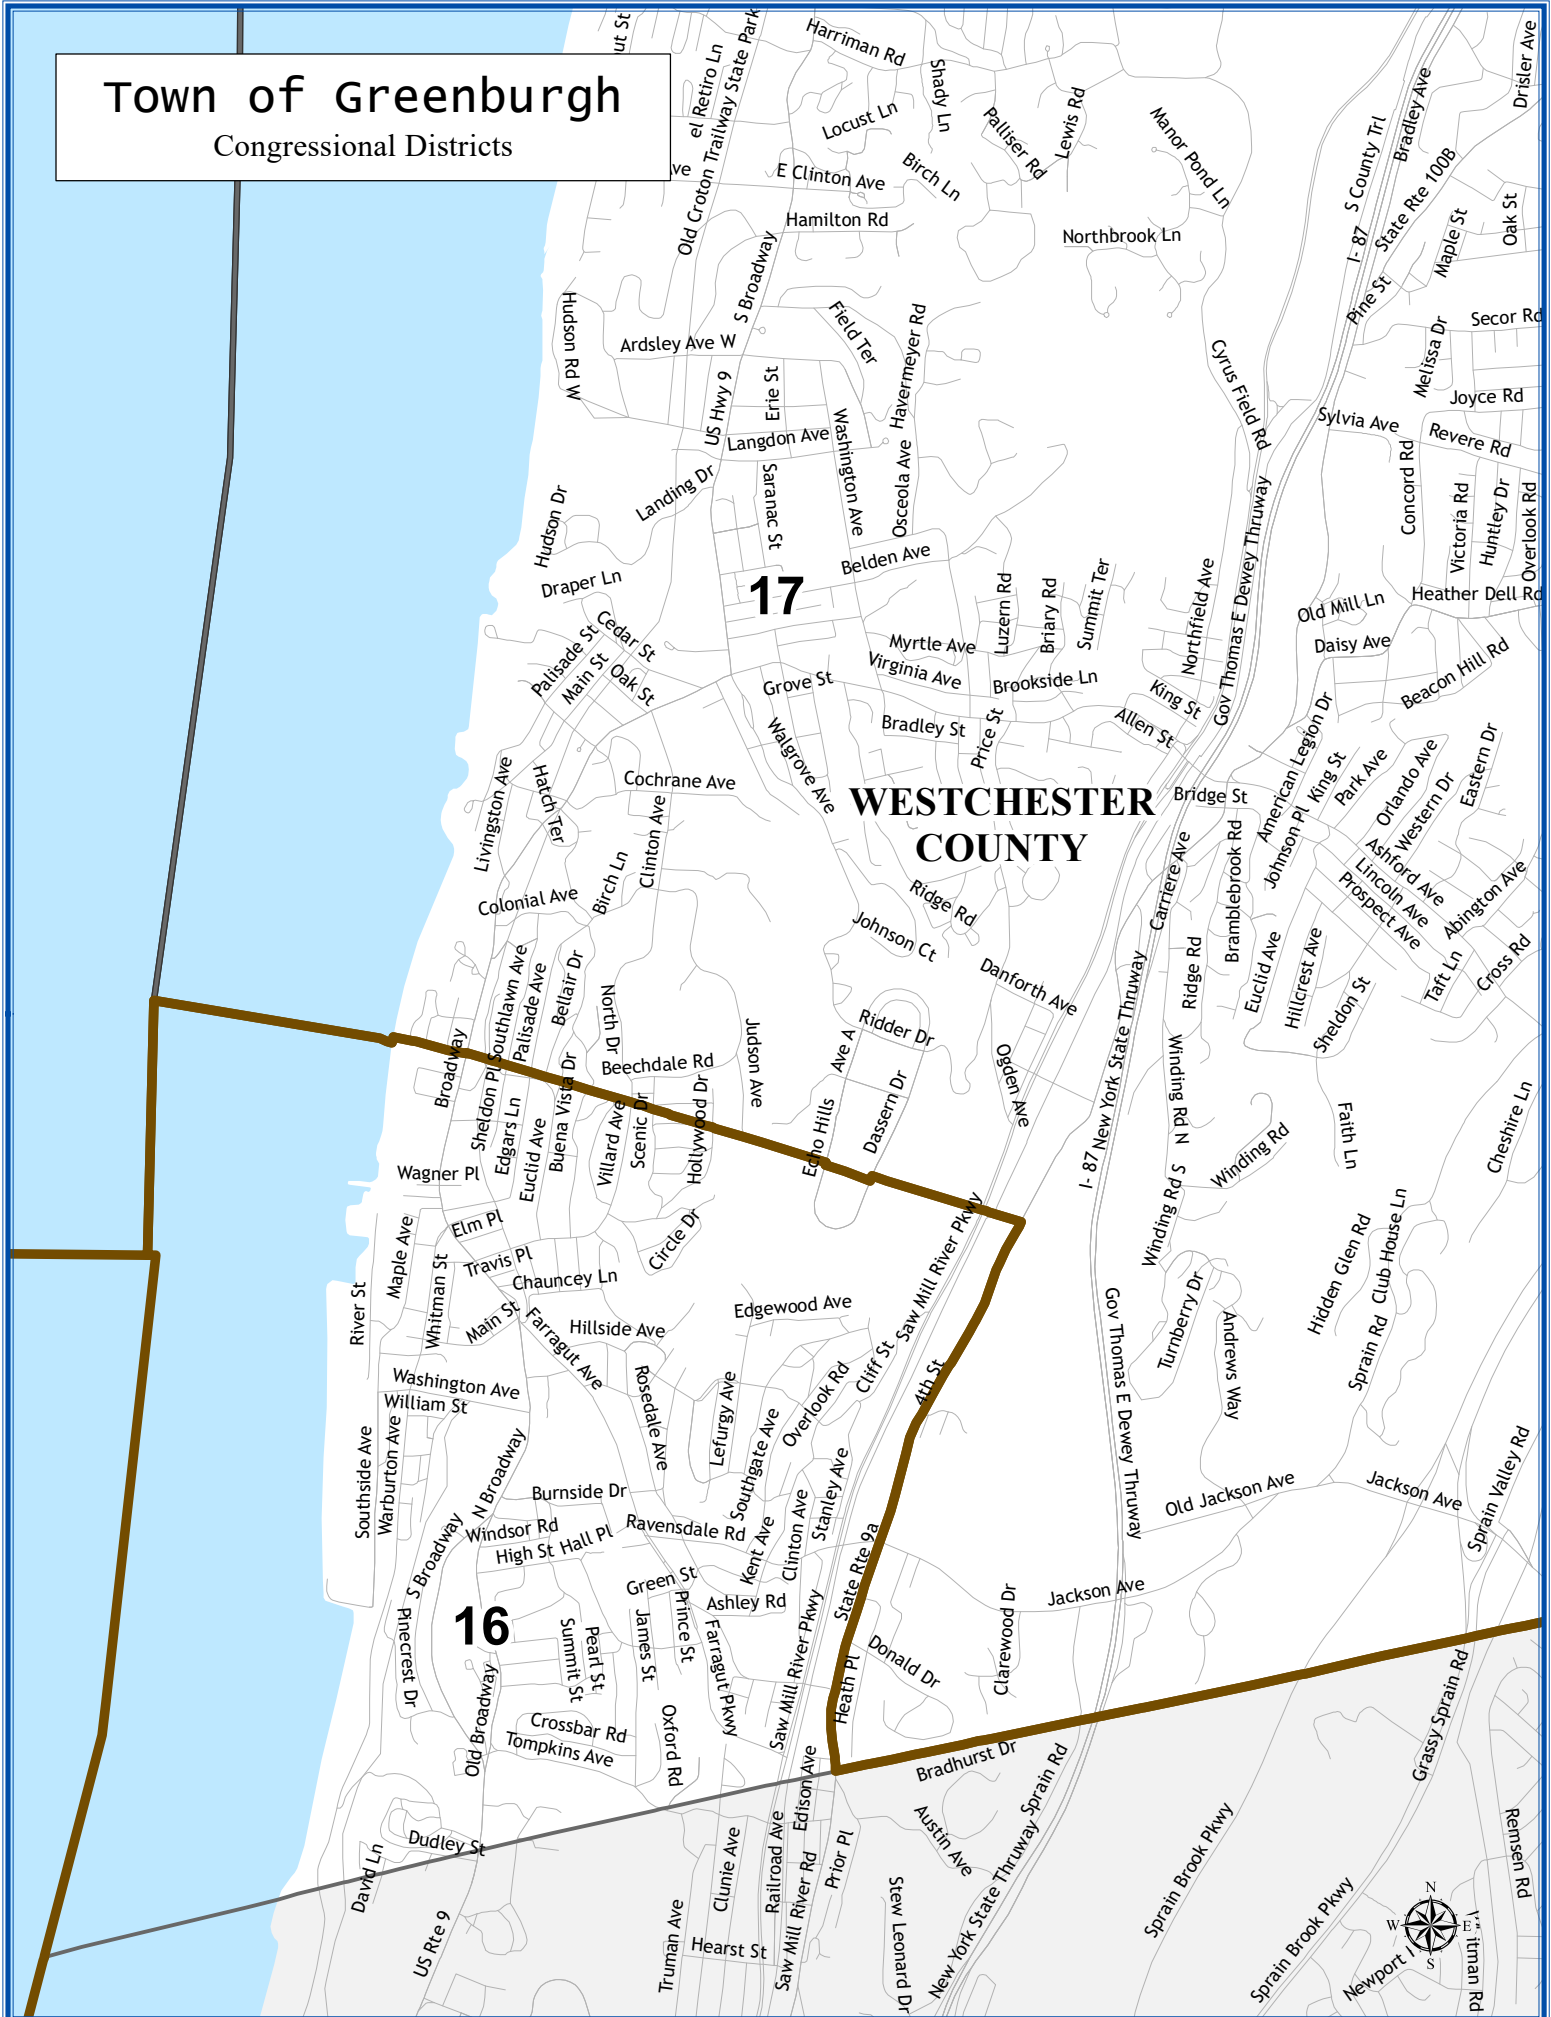 Town of Greenburgh
Congressional Districts
ut St
el Retiro Ln
Old Croton Trailway State Park
Harriman Rd
Shady Ln
Locust Ln
Palliser Rd
Lewis Rd
Manor Pond Ln
S County Trl
Bradley Ave
Drisler Ave
Ave
E Clinton Ave
Birch Ln
State Rte 100B
Hamilton Rd
Northbrook Ln
I- 87
Maple St
Oak St
S Broadway
Hudson Rd W
Ardsley Ave W
Field Ter
Havermeyer Rd
Pine St
Secor Rd
Melissa Dr
Cyrus Field Rd
US Hwy 9
Erie St
Joyce Rd
Langdon Ave
Washington Ave
Sylvia Ave
Revere Rd
Landing Dr
Saranac St
Osceola Ave
Concord Rd
Victoria Rd
Huntley Dr
Overlook Rd
Hudson Dr
Gov Thomas E Dewey Thruway
Belden Ave
Draper Ln
17
Luzern Rd
Briary Rd
Summit Ter
Northfield Ave
Old Mill Ln
Heather Dell Rd
Cedar St
Palisade St
Main St
Oak St
Myrtle Ave
Virginia Ave
Daisy Ave
Beacon Hill Rd
Grove St
Brookside Ln
King St
Bradley St
Price St
Allen St
Walgrove Ave
American Legion Dr
Eastern Dr
Livingston Ave
Hatch Ter
Cochrane Ave
WESTCHESTER
COUNTY
Bridge St
King St
Park Ave
Orlando Ave
Western Dr
Clinton Ave
Johnson Pl
Carriere Ave
Bramblebrook Rd
Ashford Ave
Lincoln Ave
Prospect Ave
Abington Ave
Birch Ln
Colonial Ave
Ridge Rd
Johnson Ct
Danforth Ave
Ridge Rd
Euclid Ave
Hillcrest Ave
Sheldon St
Taft Ln
Cross Rd
Southlawn Ave
Palisade Ave
Bellair Dr
North Dr
Judson Ave
Ridder Dr
Ave A
Broadway
Beechdale Rd
Ogden Ave
I- 87 New York State Thruway
Winding Rd N
Sheldon Pl
Edgars Ln
Euclid Ave
Buena Vista Dr
Villard Ave
Scenic Dr
Hollywood Dr
Echo Hills
Dassern Dr
Faith Ln
Cheshire Ln
Wagner Pl
Winding Rd
Winding Rd S
Elm Pl
Maple Ave
Circle Dr
Saw Mill River Pkwy
Hidden Glen Rd
Club House Ln
Travis Pl
Chauncey Ln
River St
Whitman St
Main St
Farragut Ave
Hillside Ave
Edgewood Ave
Gov Thomas E Dewey Thruway
Turnberry Dr
Andrews Way
Sprain Rd
Washington Ave
William St
Rosedale Ave
Lefurgy Ave
Overlook Rd
Cliff St
4th St
Southside Ave
Warburton Ave
N Broadway
Southgate Ave
Stanley Ave
Burnside Dr
Old Jackson Ave
Jackson Ave
Sprain Valley Rd
Windsor Rd
High St
Hall Pl
Ravensdale Rd
Kent Ave
Clinton Ave
State Rte 9a
S Broadway
Green St
Ashley Rd
Jackson Ave
16
Pinecrest Dr
Summit St
Pearl St
James St
Prince St
Farragut Pkwy
Saw Mill River Pkwy
Heath Pl
Donald Dr
Clarewood Dr
Old Broadway
Crossbar Rd
Tompkins Ave
Oxford Rd
Grassy Sprain Rd
Bradhurst Dr
Edison Ave
Sprain Rd
Dudley St
David Ln
Clunie Ave
Railroad Ave
Prior Pl
Austin Ave
Sprain Brook Pkwy
Remsen Rd
US Rte 9
Truman Ave
Hearst St
Saw Mill River Rd
Stew Leonard Dr
New York State Thruway
Sprain Brook Pkwy
Newport
itman Rd
N
W
E
S